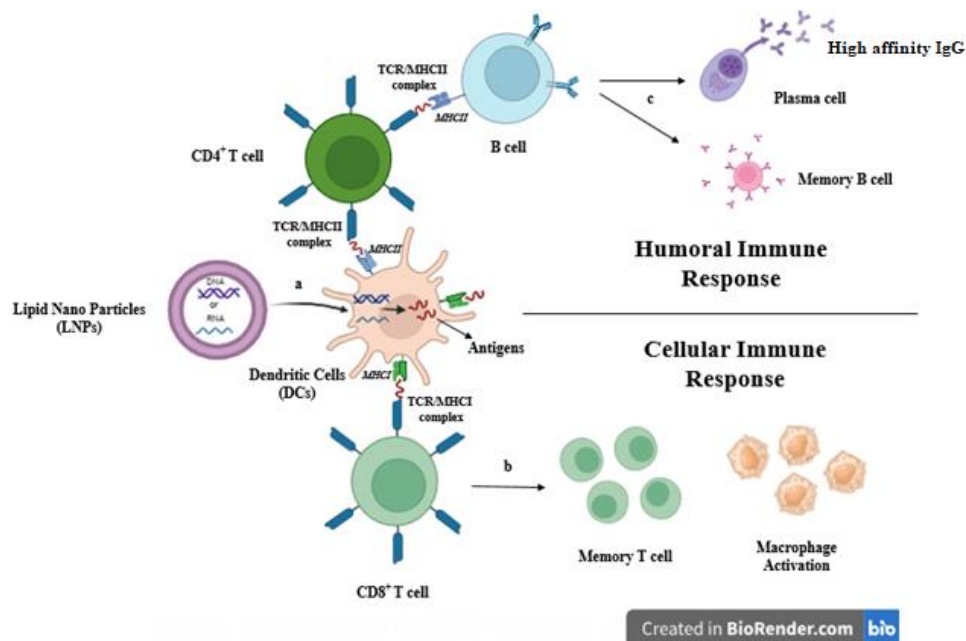 High affinity IgG
TCR/MHCII
complex
MHCII
c
Plasma cell
B cell
CD4+ T cell
Memory B cell
TCR/MHCII
complex
MHCII
Humoral Immune
Response
DNA
or
RNA
a
Lipid Nano Particles
(LNPs)
Antigens
Cellular Immune
Response
Dendritic Cells
(DCs)
MHCI
TCR/MHCI
complex
b
Memory T cell
Macrophage
Activation
CD8+ T cell
Created in BioRender.com bio